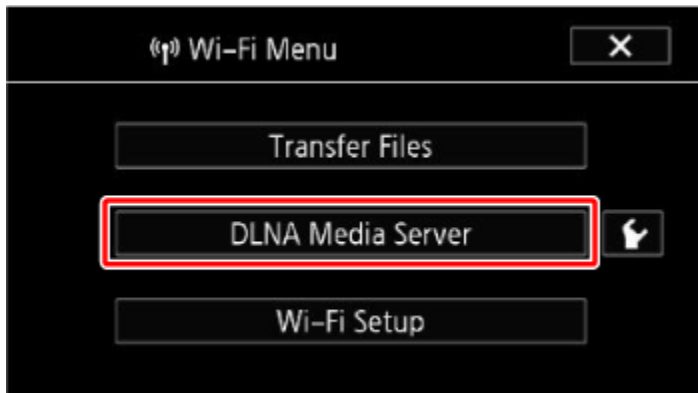 Wi-Fi Menu
Transfer Files
DLNA Media Server
Wi-Fi Setup